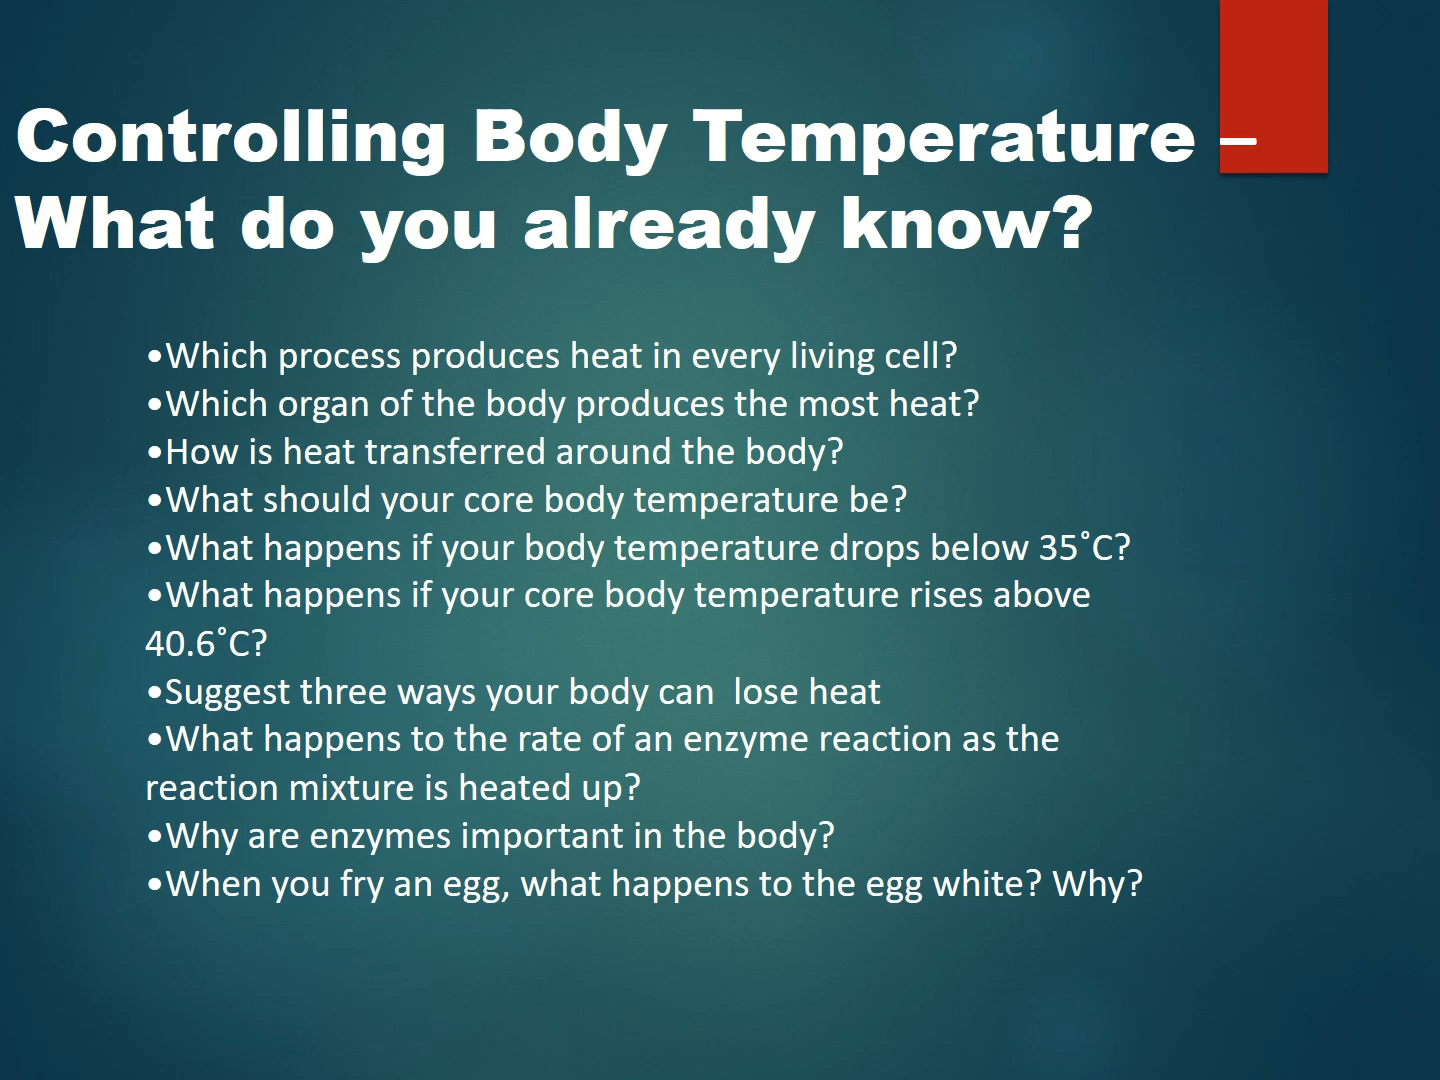 Controlling Body Temperature –
What do you already know?
•Which process produces heat in every living cell?
•Which organ of the body produces the most heat?
•How is heat transferred around the body?
•What should your core body temperature be?
•What happens if your body temperature drops below 35˚C?
•What happens if your core body temperature rises above
40.6˚C?
•Suggest three ways your body can  lose heat
•What happens to the rate of an enzyme reaction as the
reaction mixture is heated up?
•Why are enzymes important in the body?
•When you fry an egg, what happens to the egg white? Why?